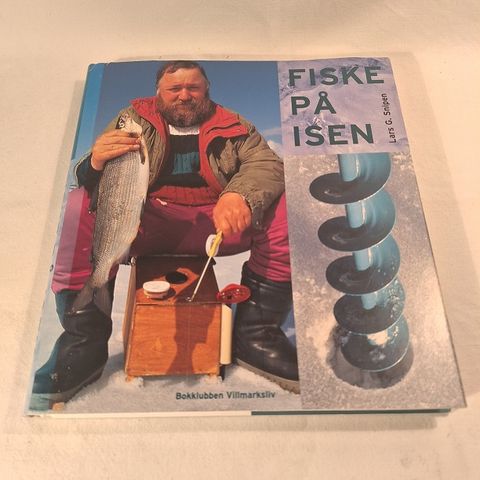 FISKE
PÅ
ISEN
Lars G. Snipen
Bokklubben Villmarksliv